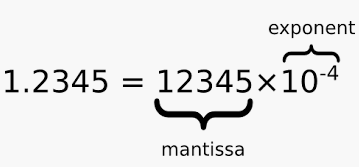 exponent
1.2345 = 12345×10⁻⁴
mantissa